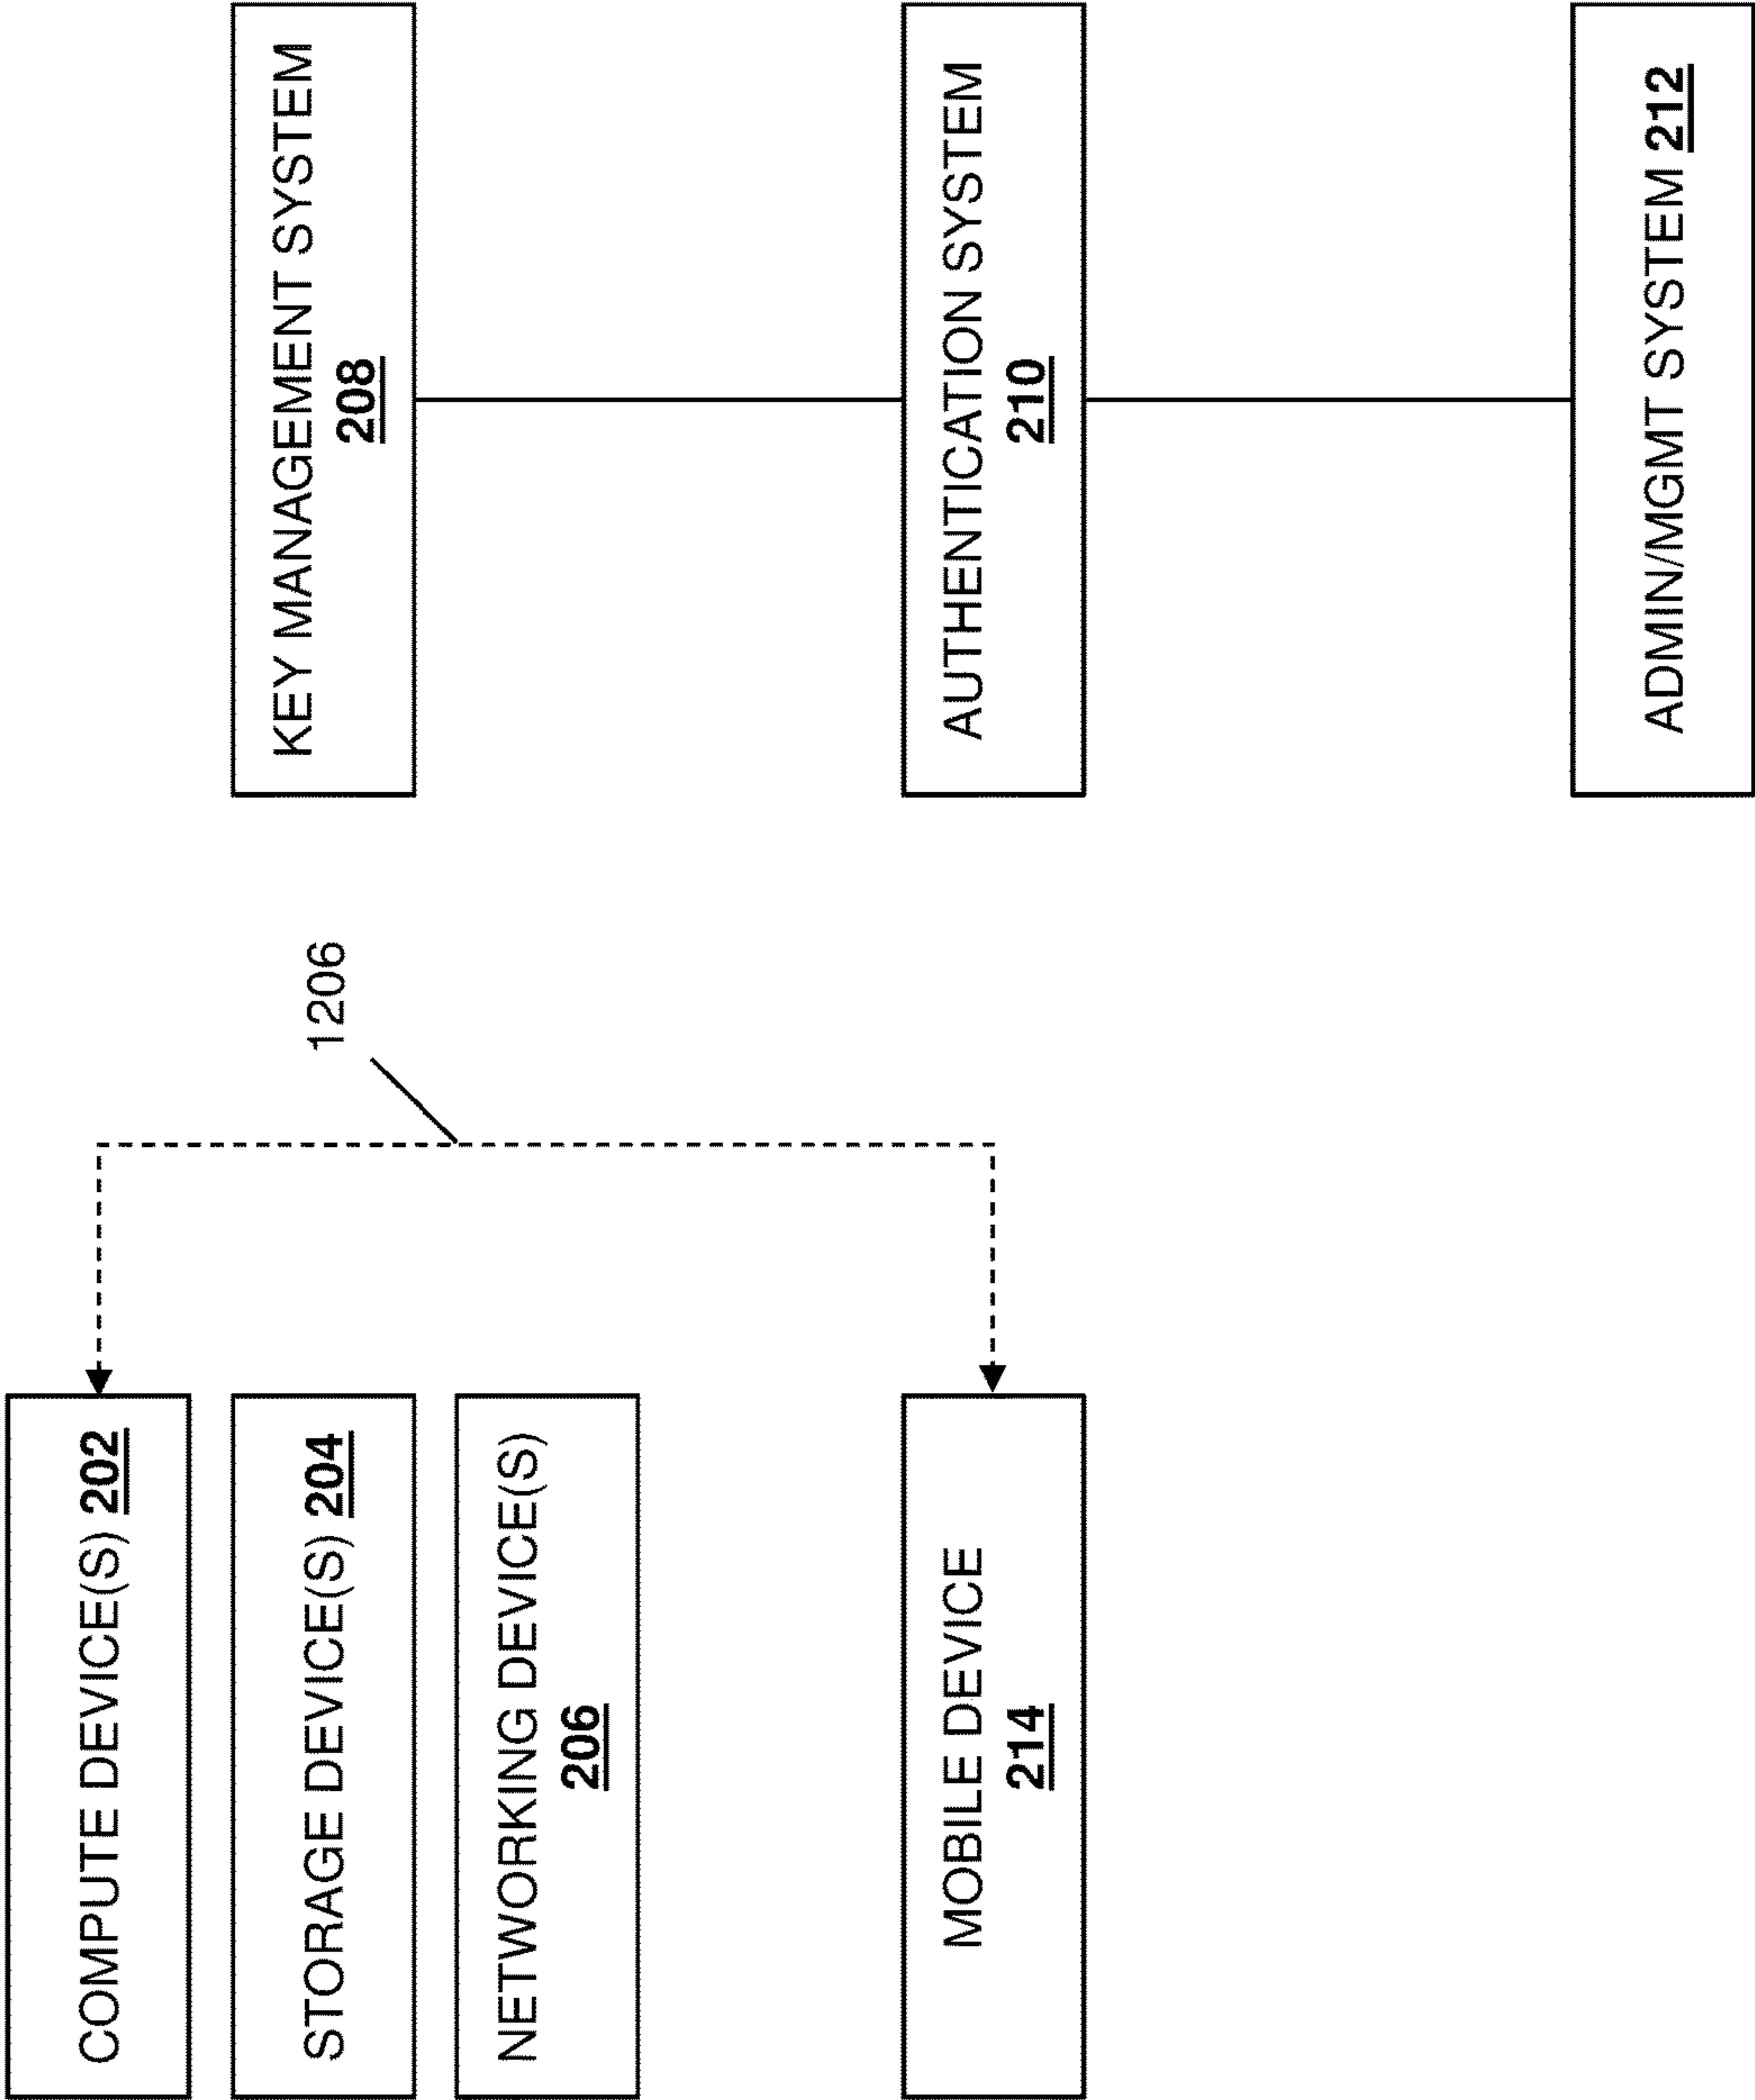 COMPUTE DEVICE(S) 202
STORAGE DEVICE(S) 204
NETWORKING DEVICE(S)
206
MOBILE DEVICE
214
1206
KEY MANAGEMENT SYSTEM
208
AUTHENTICATION SYSTEM
210
ADMIN/MGMT SYSTEM 212